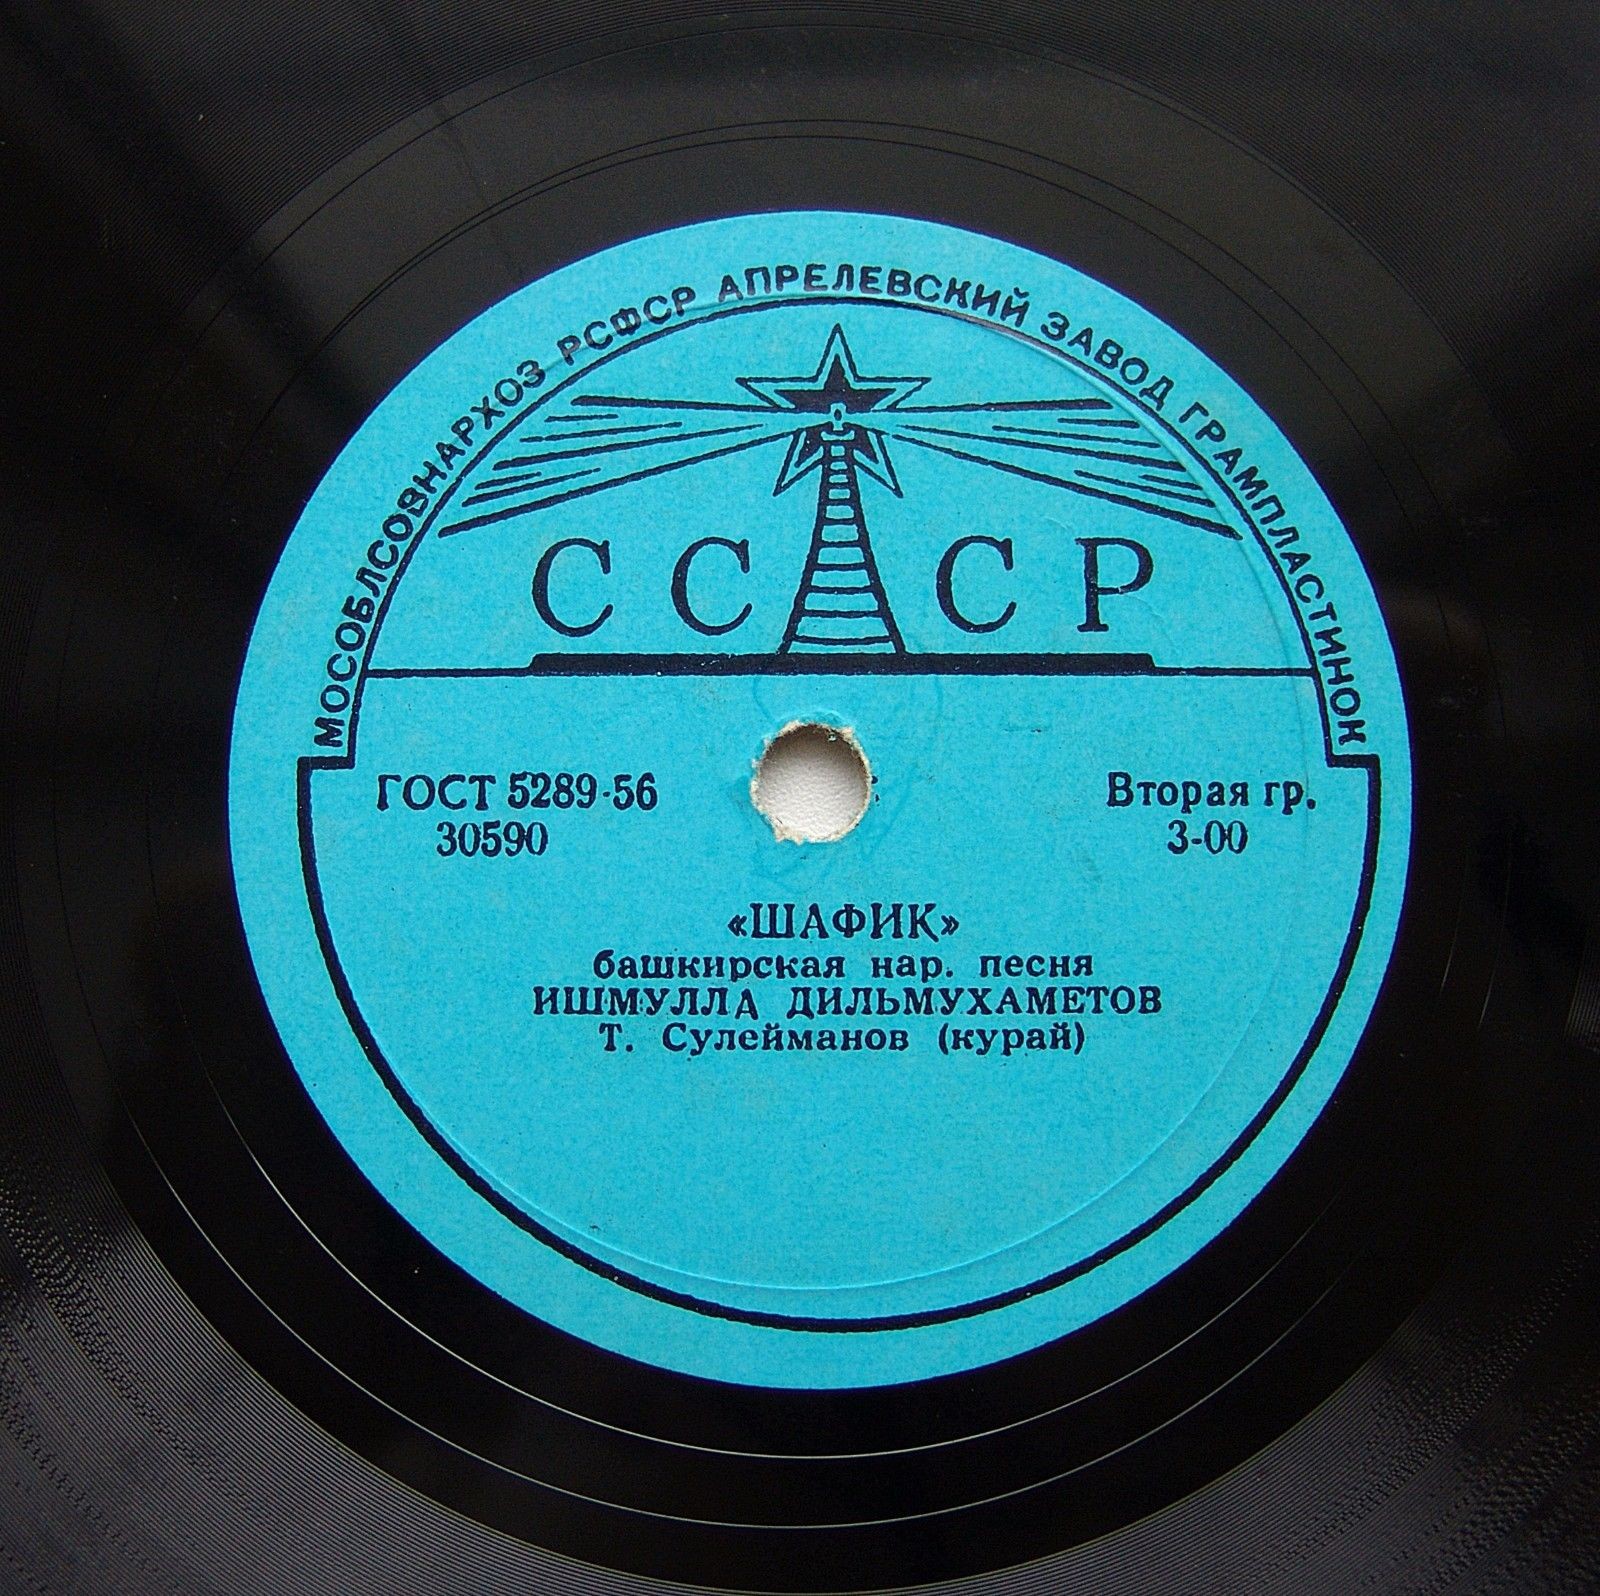 МОСОБЛСОВНАРХОЗ РСФСР АПРЕЛЕВСКИЙ ЗАВОД ГРАМПЛАСТИНОК
СССР
ГОСТ 5289-56
30590
Вторая гр.
3-00
«ШАФИК»
башкирская нар. песня
ИШМУЛЛА ДИЛЬМУХАМЕТОВ
Т. Сулейманов (курай)